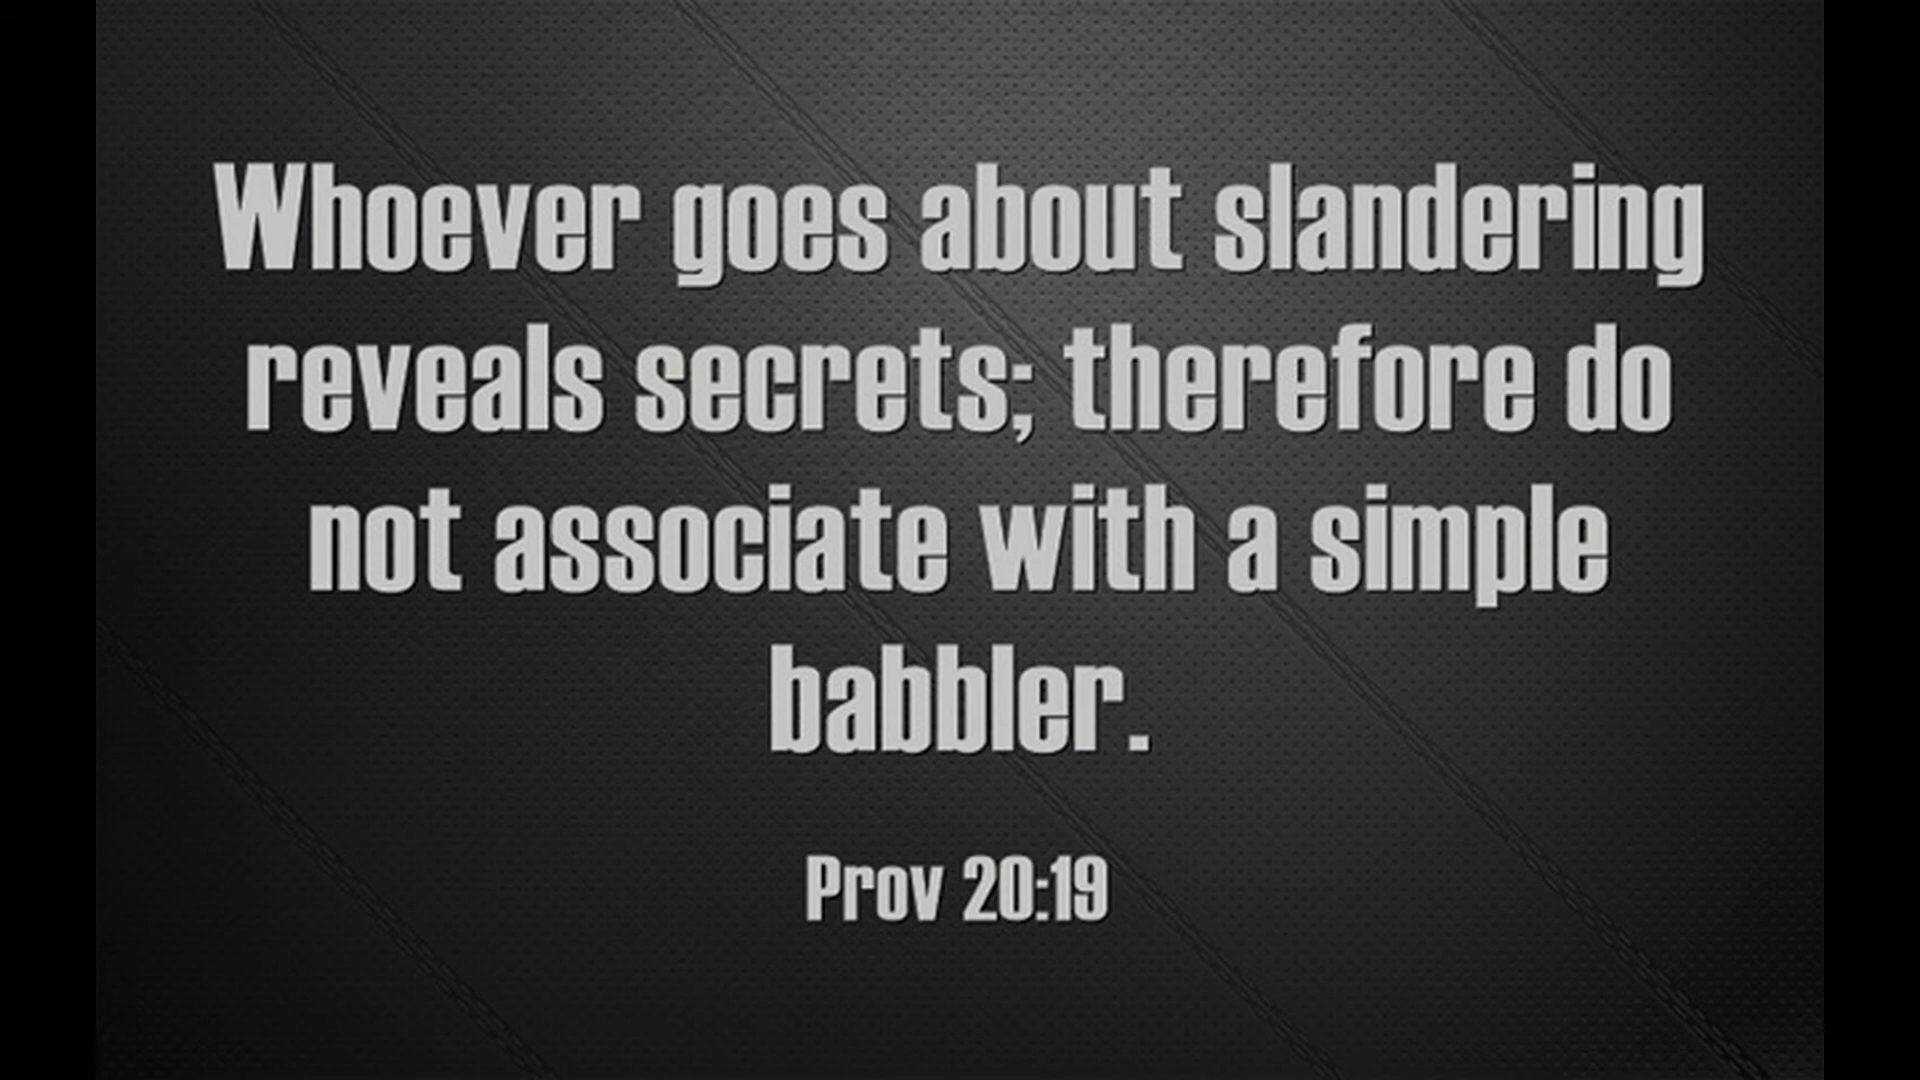 Whoever goes about slandering
reveals secrets; therefore do
not associate with a simple
babbler.
Prov 20:19